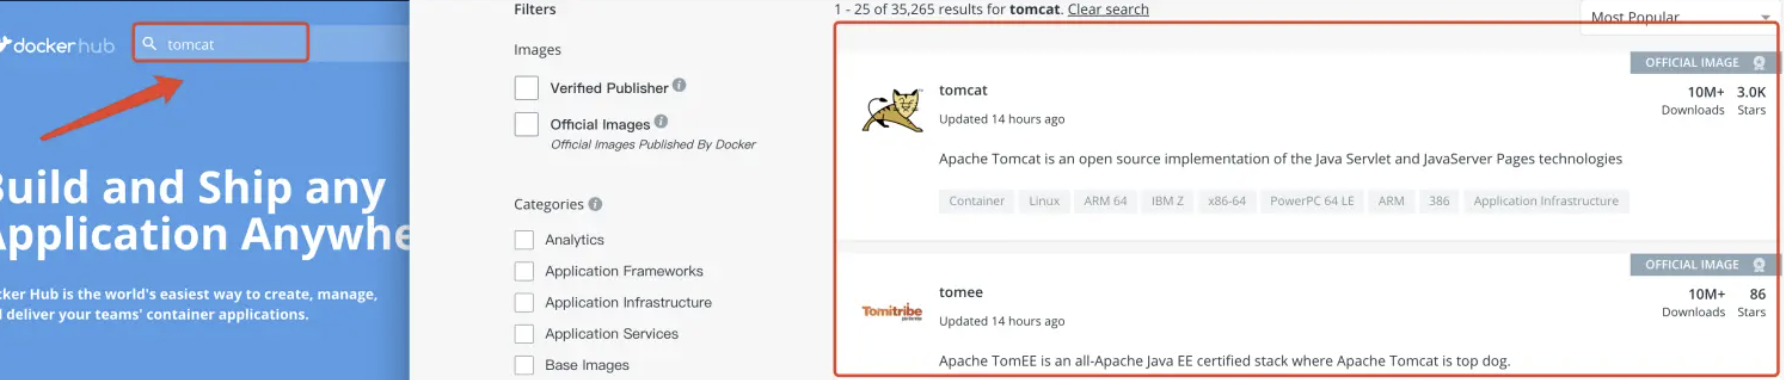 docker hub
tomcat
Build and Ship any
Application Anywhe
cker Hub is the world's easiest way to create, manage,
d deliver your teams' container applications.
Filters
Images
Verified Publisher
Official Images
Official Images Published By Docker
Categories
Analytics
Application Frameworks
Application Infrastructure
Application Services
Base Images
1 - 25 of 35,265 results for tomcat. Clear search
Most Popular
OFFICIAL IMAGE
tomcat
10M+ 3.0K
Downloads Stars
Updated 14 hours ago
Apache Tomcat is an open source implementation of the Java Servlet and JavaServer Pages technologies
Container Linux ARM 64 IBM Z x86-64 PowerPC 64 LE ARM 386 Application Infrastructure
OFFICIAL IMAGE
tomee
10M+ 86
Downloads Stars
Tomitribe
Updated 14 hours ago
Apache TomEE is an all-Apache Java EE certified stack where Apache Tomcat is top dog.